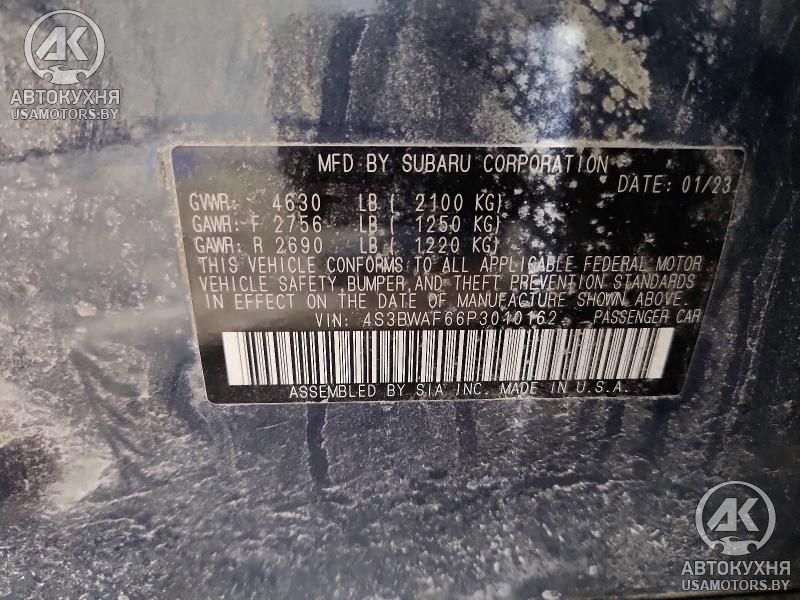 AK
АВТОКУХНЯ
USAMOTORS.BY
MFD BY SUBARU CORPORATION
DATE: 01/23
GVWR: 4630 LB ( 2100 KG)
GAWR: F 2756 LB ( 1250 KG)
GAWR: R 2690 LB ( 1220 KG)
THIS VEHICLE CONFORMS TO ALL APPLICABLE FEDERAL MOTOR
VEHICLE SAFETY, BUMPER AND THEFT PREVENTION STANDARDS
IN EFFECT ON THE DATE OF MANUFACTURE SHOWN ABOVE.
VIN: 4S3BWAF66P3010162 PASSENGER CAR
ASSEMBLED BY SIA INC. MADE IN U.S.A.
AK
АВТОКУХНЯ
USAMOTORS.BY